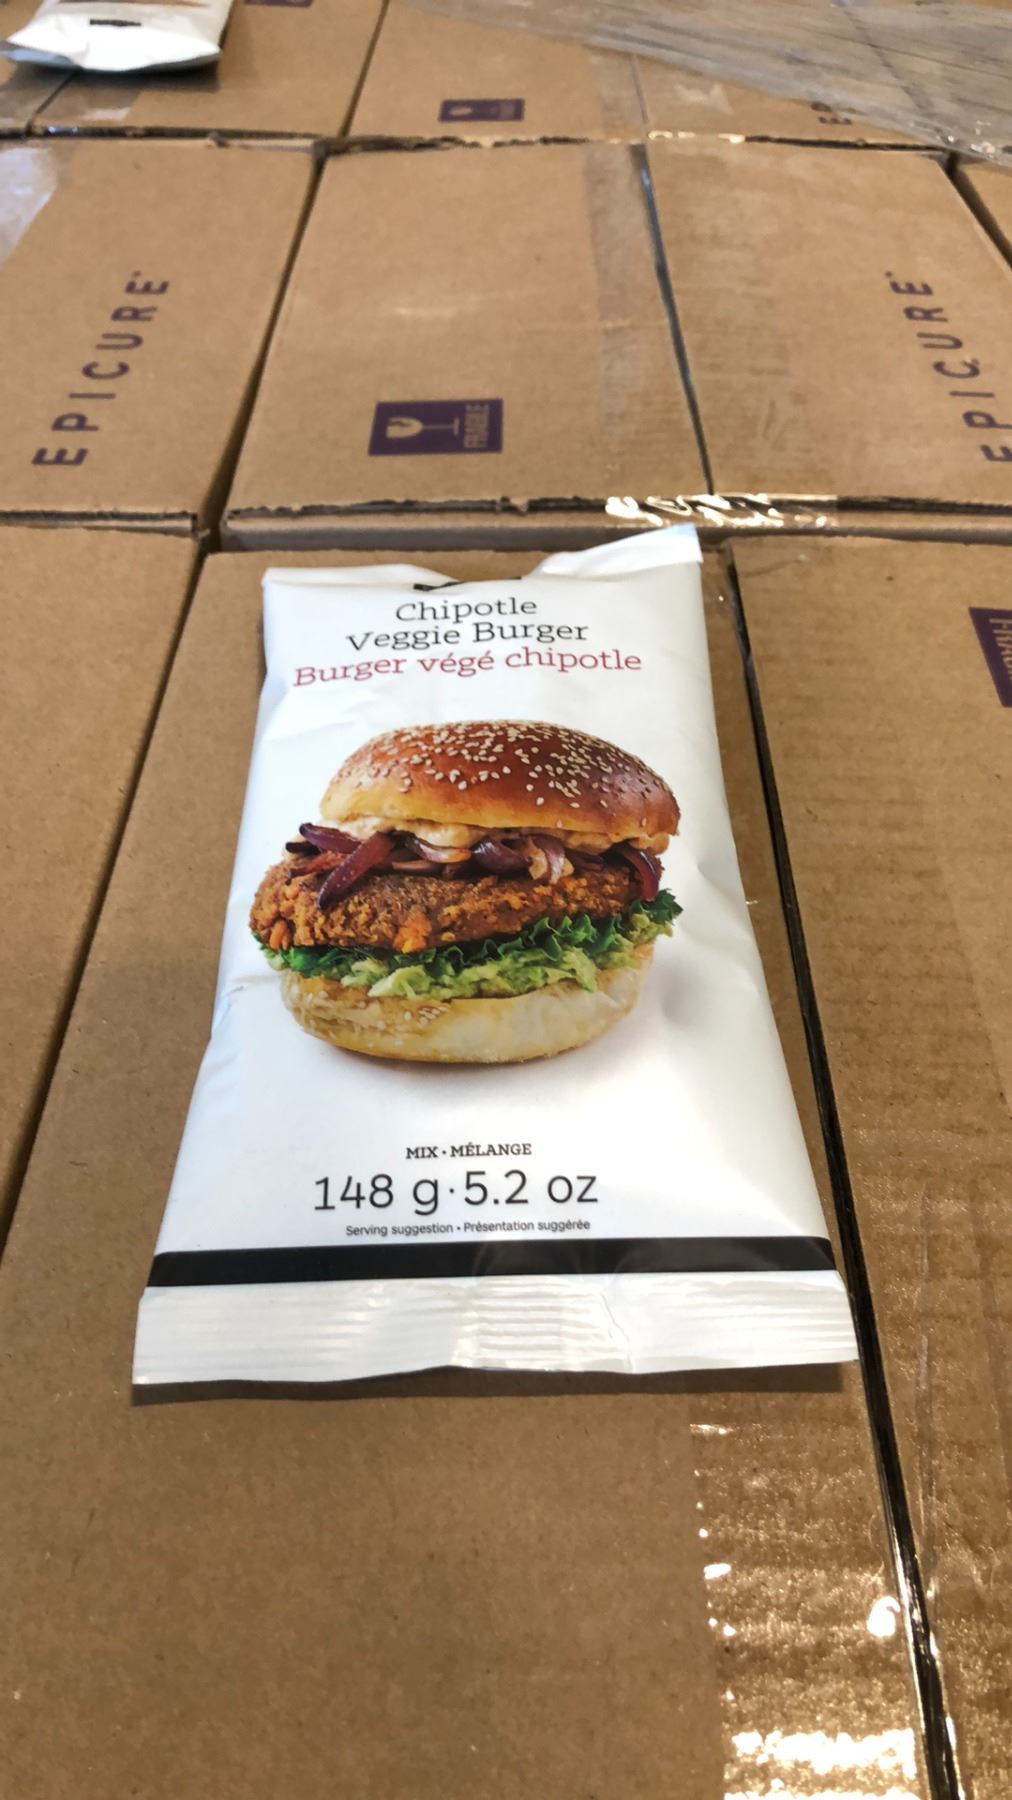 EPICURE
FRAGILE
EPICURE
EPIC
Chipotle
Veggie Burger
Burger végé chipotle
MIX • MÉLANGE
148 g • 5.2 oz
Serving suggestion • Présentation suggérée